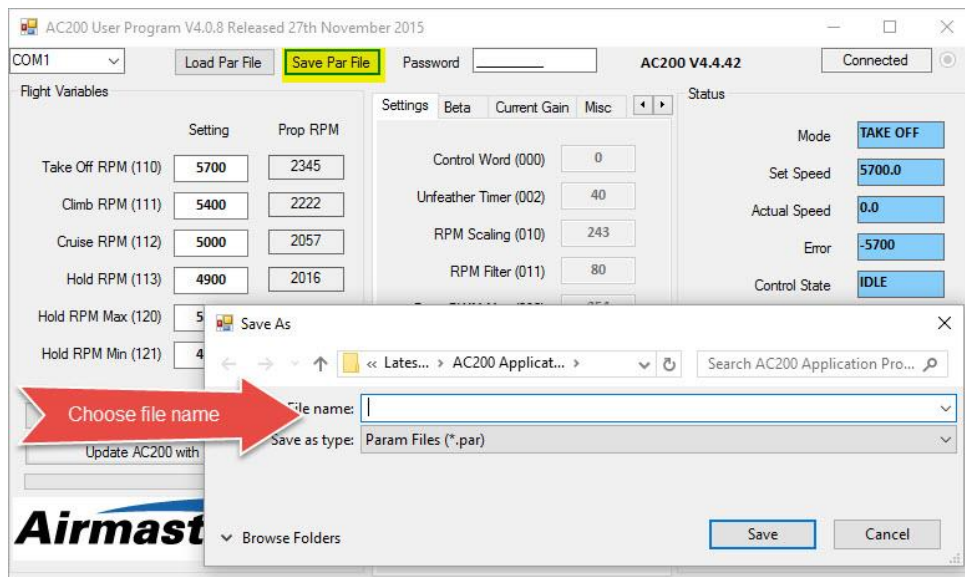 AC200 User Program V4.0.8 Released 27th November 2015
COM1 Load Par File Save Par File Password AC200 V4.4.42 Connected
Flight Variables
Settings Beta Current Gain Misc
Status
Setting Prop RPM
Take Off RPM (110) 5700 2345
Climb RPM (111) 5400 2222
Cruise RPM (112) 5000 2057
Hold RPM (113) 4900 2016
Hold RPM Max (120) 5
Hold RPM Min (121) 4
Update AC200 with
Control Word (000) 0
Unfeather Timer (002) 40
RPM Scaling (010) 243
RPM Filter (011) 80
Mode TAKE OFF
Set Speed 5700.0
Actual Speed 0.0
Error -5700
Control State IDLE
Save As
« Lates... › AC200 Applicat... › Search AC200 Application Pro...
Choose file name
File name:
Save as type: Param Files (*.par)
Browse Folders Save Cancel
Airmast